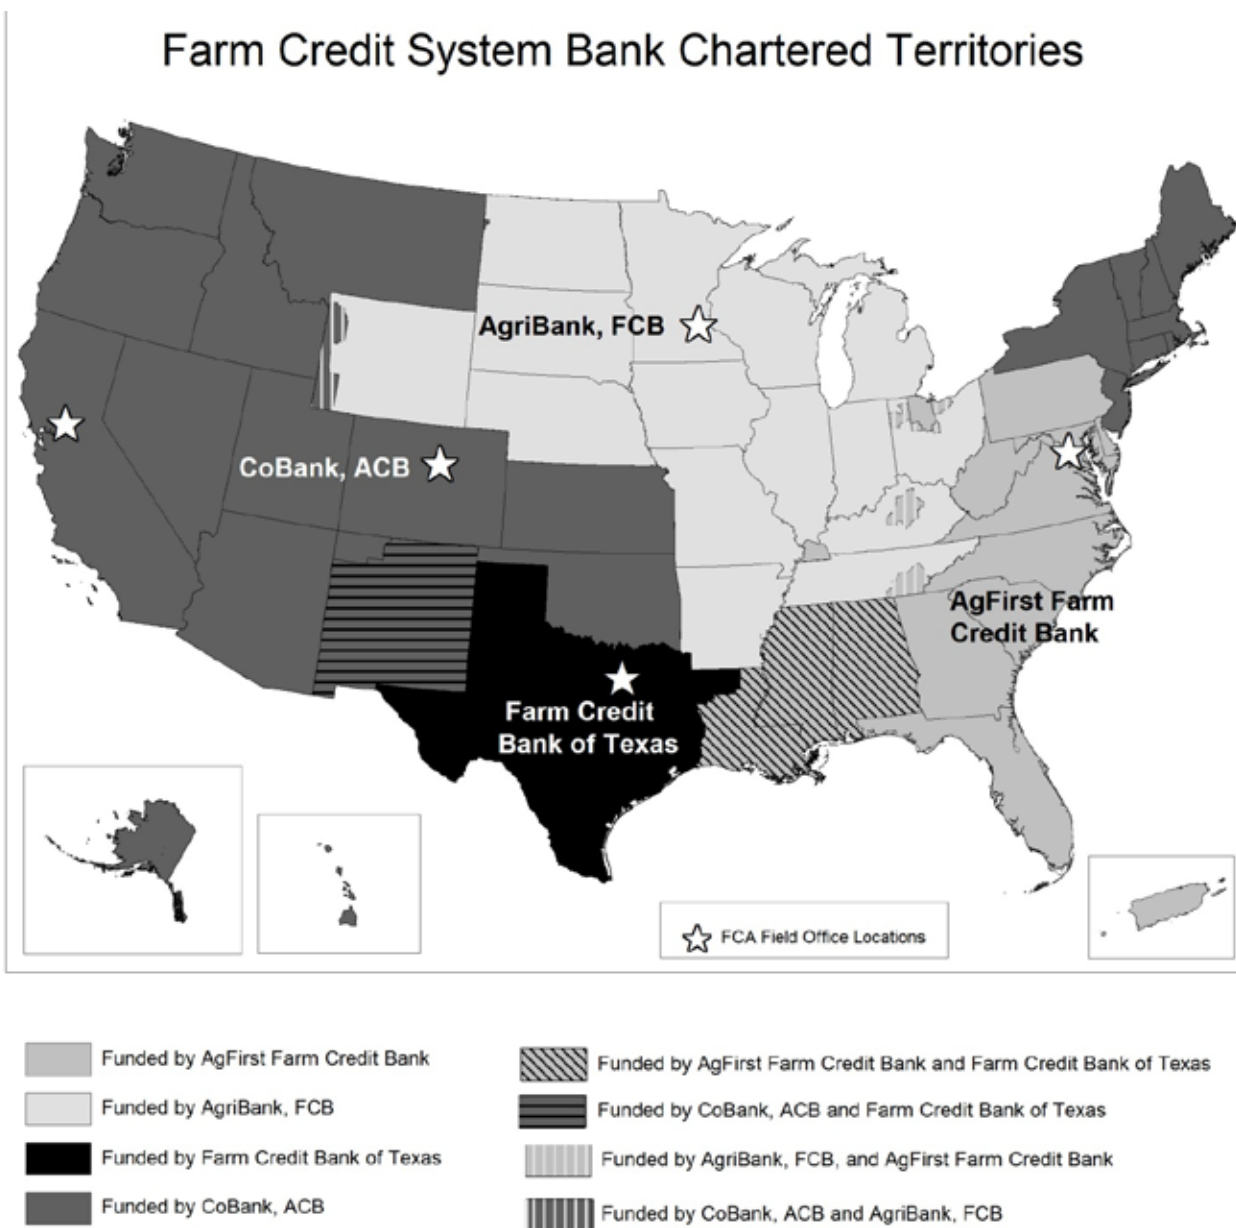 Farm Credit System Bank Chartered Territories
AgriBank, FCB
CoBank, ACB
AgFirst Farm
Credit Bank
Farm Credit
Bank of Texas
FCA Field Office Locations
Funded by AgFirst Farm Credit Bank
Funded by AgriBank, FCB
Funded by Farm Credit Bank of Texas
Funded by CoBank, ACB
Funded by AgFirst Farm Credit Bank and Farm Credit Bank of Texas
Funded by CoBank, ACB and Farm Credit Bank of Texas
Funded by AgriBank, FCB, and AgFirst Farm Credit Bank
Funded by CoBank, ACB and AgriBank, FCB